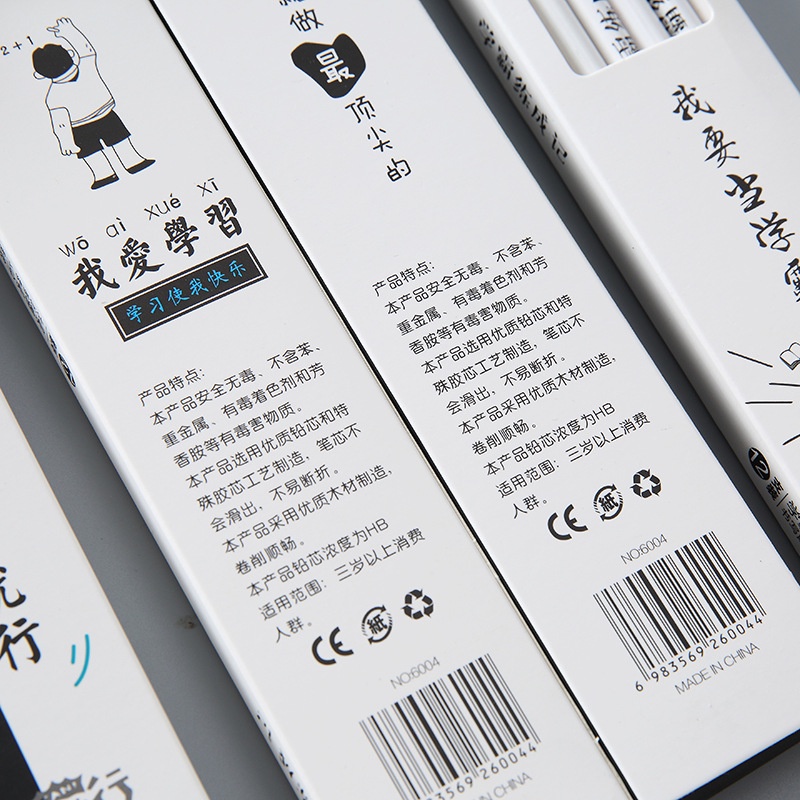 2+1
wǒ ài xué xí
我愛學習
学习使我快乐
产品特点:
本产品安全无毒、不含苯、
重金属、有毒着色剂和芳
香胺等有毒害物质。
本产品选用优质铅芯和特
殊胶芯工艺制造，笔芯不
会滑出，不易断折。
本产品采用优质木材制造，
卷削顺畅。
本产品铅芯浓度为HB
适用范围：三岁以上消费
人群。
CE
紙
NO:6004
983569 260044
IN CHINA
做
最
顶尖的
产品特点:
本产品安全无毒、不含苯、
重金属、有毒着色剂和芳
香胺等有毒害物质。
本产品选用优质铅芯和特
殊胶芯工艺制造，笔芯不
会滑出，不易断折。
本产品采用优质木材制造，
卷削顺畅。
本产品铅芯浓度为HB
适用范围：三岁以上消费
人群。
CE
紙
NO:6004
6 983569 260044
MADE IN CHINA
我要当学霸
12
行
行